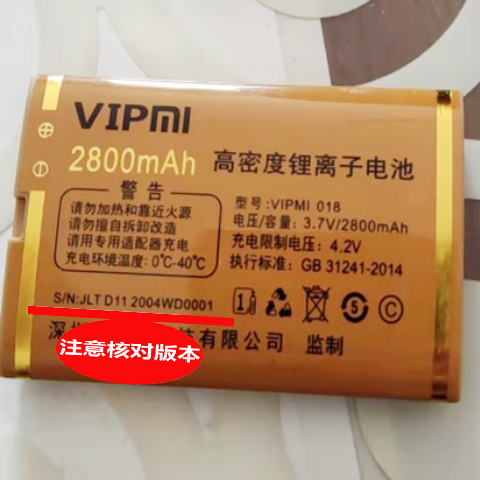 VIPMI
2800mAh 高密度锂离子电池
警告
请勿加热和靠近火源
请勿擅自拆卸改造
请用专用适配器充电
充电环境温度：0°C-40°C
型号：VIPMI 018
电压/容量：3.7V/2800mAh
充电限制电压：4.2V
执行标准：GB 31241-2014
S/N:JLT D11 2004WD0001
1
5
C
深 有限公司 监制
注意核对版本